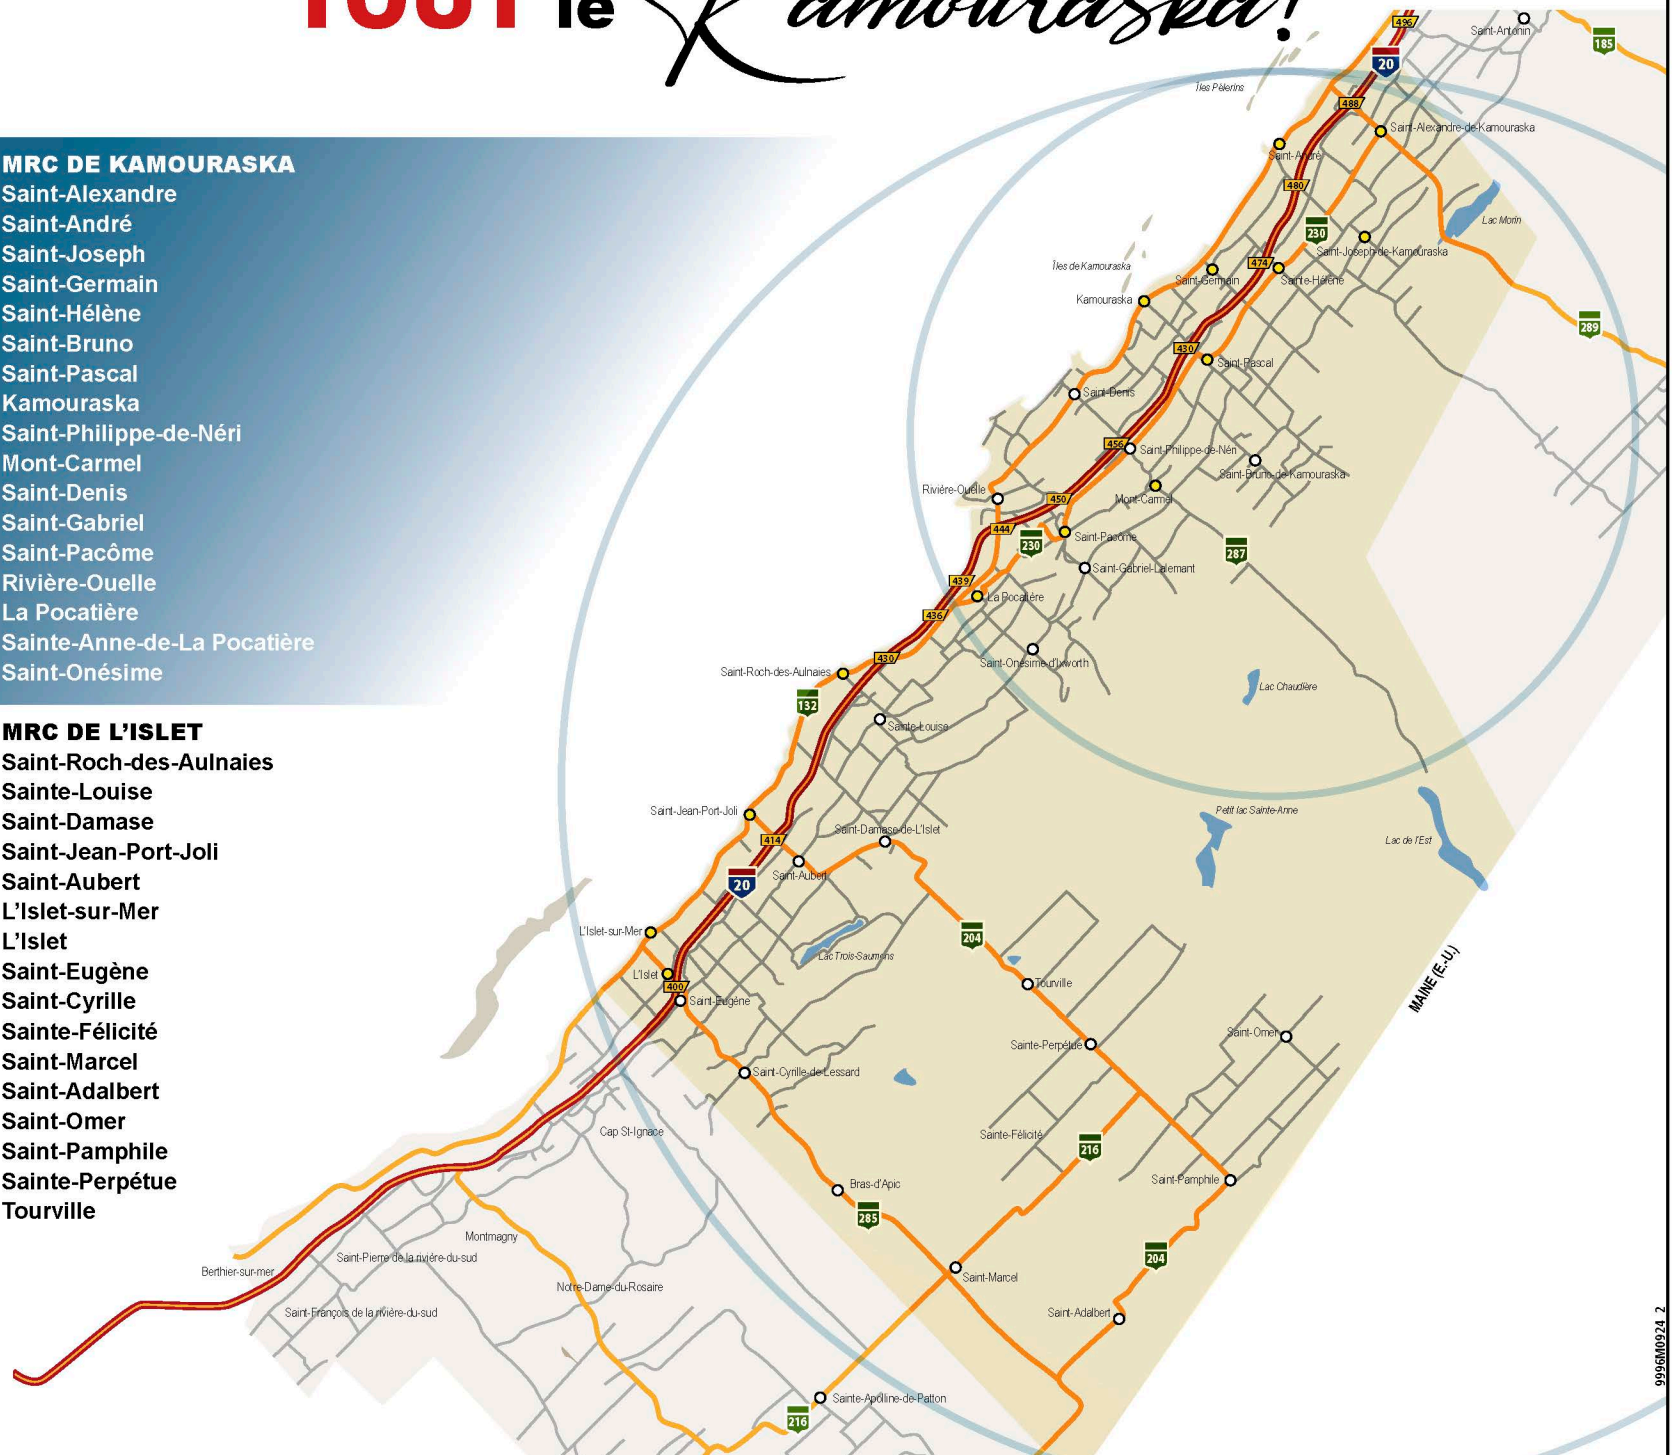 TOUT le Kamouraska!
MRC DE KAMOURASKA
Saint-Alexandre
Saint-André
Saint-Joseph
Saint-Germain
Saint-Hélène
Saint-Bruno
Saint-Pascal
Kamouraska
Saint-Philippe-de-Néri
Mont-Carmel
Saint-Denis
Saint-Gabriel
Saint-Pacôme
Rivière-Ouelle
La Pocatière
Sainte-Anne-de-La Pocatière
Saint-Onésime
MRC DE L'ISLET
Saint-Roch-des-Aulnaies
Sainte-Louise
Saint-Damase
Saint-Jean-Port-Joli
Saint-Aubert
L'Islet-sur-Mer
L'Islet
Saint-Eugène
Saint-Cyrille
Sainte-Félicité
Saint-Marcel
Saint-Adalbert
Saint-Omer
Saint-Pamphile
Sainte-Perpétue
Tourville
496
Saint-Antonin
185
20
Îles Pèlerins
488
Saint-Alexandre-de-Kamouraska
Saint-André
480
Lac Morin
230
Saint-Joseph-de-Kamouraska
474
Îles de Kamouraska
Saint-Germain
Sainte-Hélène
Kamouraska
289
430
Saint-Pascal
Saint-Denis
456
Saint-Philippe-de-Néri
Saint-Bruno-de-Kamouraska
Rivière-Ouelle
450
Mont-Carmel
444
230
Saint-Pacôme
287
Saint-Gabriel-Lalemant
439
La Pocatière
436
430
Saint-Onésime-d'Ixworth
Saint-Roch-des-Aulnaies
132
Lac Chaudière
Sainte-Louise
Saint-Jean-Port-Joli
Petit lac Sainte-Anne
Saint-Damase-de-L'Islet
414
Lac de l'Est
Saint-Aubert
20
L'Islet-sur-Mer
204
Lac Trois-Saumons
L'Islet
400
Tourville
MAINE (E.-U.)
Saint-Eugène
Saint-Omer
Sainte-Perpétue
Saint-Cyrille-de-Lessard
Cap St-Ignace
Sainte-Félicité
216
Saint-Pamphile
Bras-d'Apic
285
Montmagny
204
Saint-Pierre de la rivière-du-sud
Berthier-sur-mer
Saint-Marcel
Notre-Dame-du-Rosaire
Saint-François de la rivière-du-sud
Saint-Adalbert
Sainte-Apolline-de-Patton
216
9996M0924_2